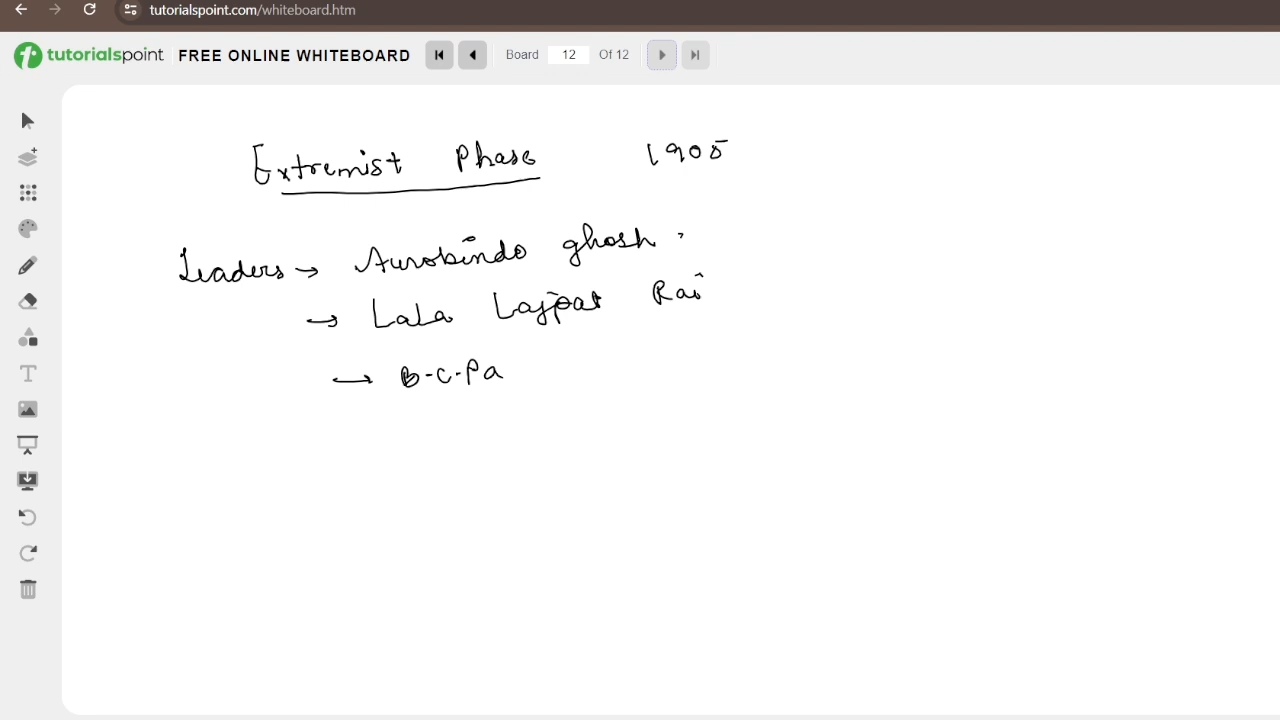 tutorialspoint.com/whiteboard.htm
tutorialspoint FREE ONLINE WHITEBOARD Board 12 Of 12
Extremist Phase 1905
Leaders → Aurobindo ghosh
→ Lala Lajpat Rai
→ B-C-Pa